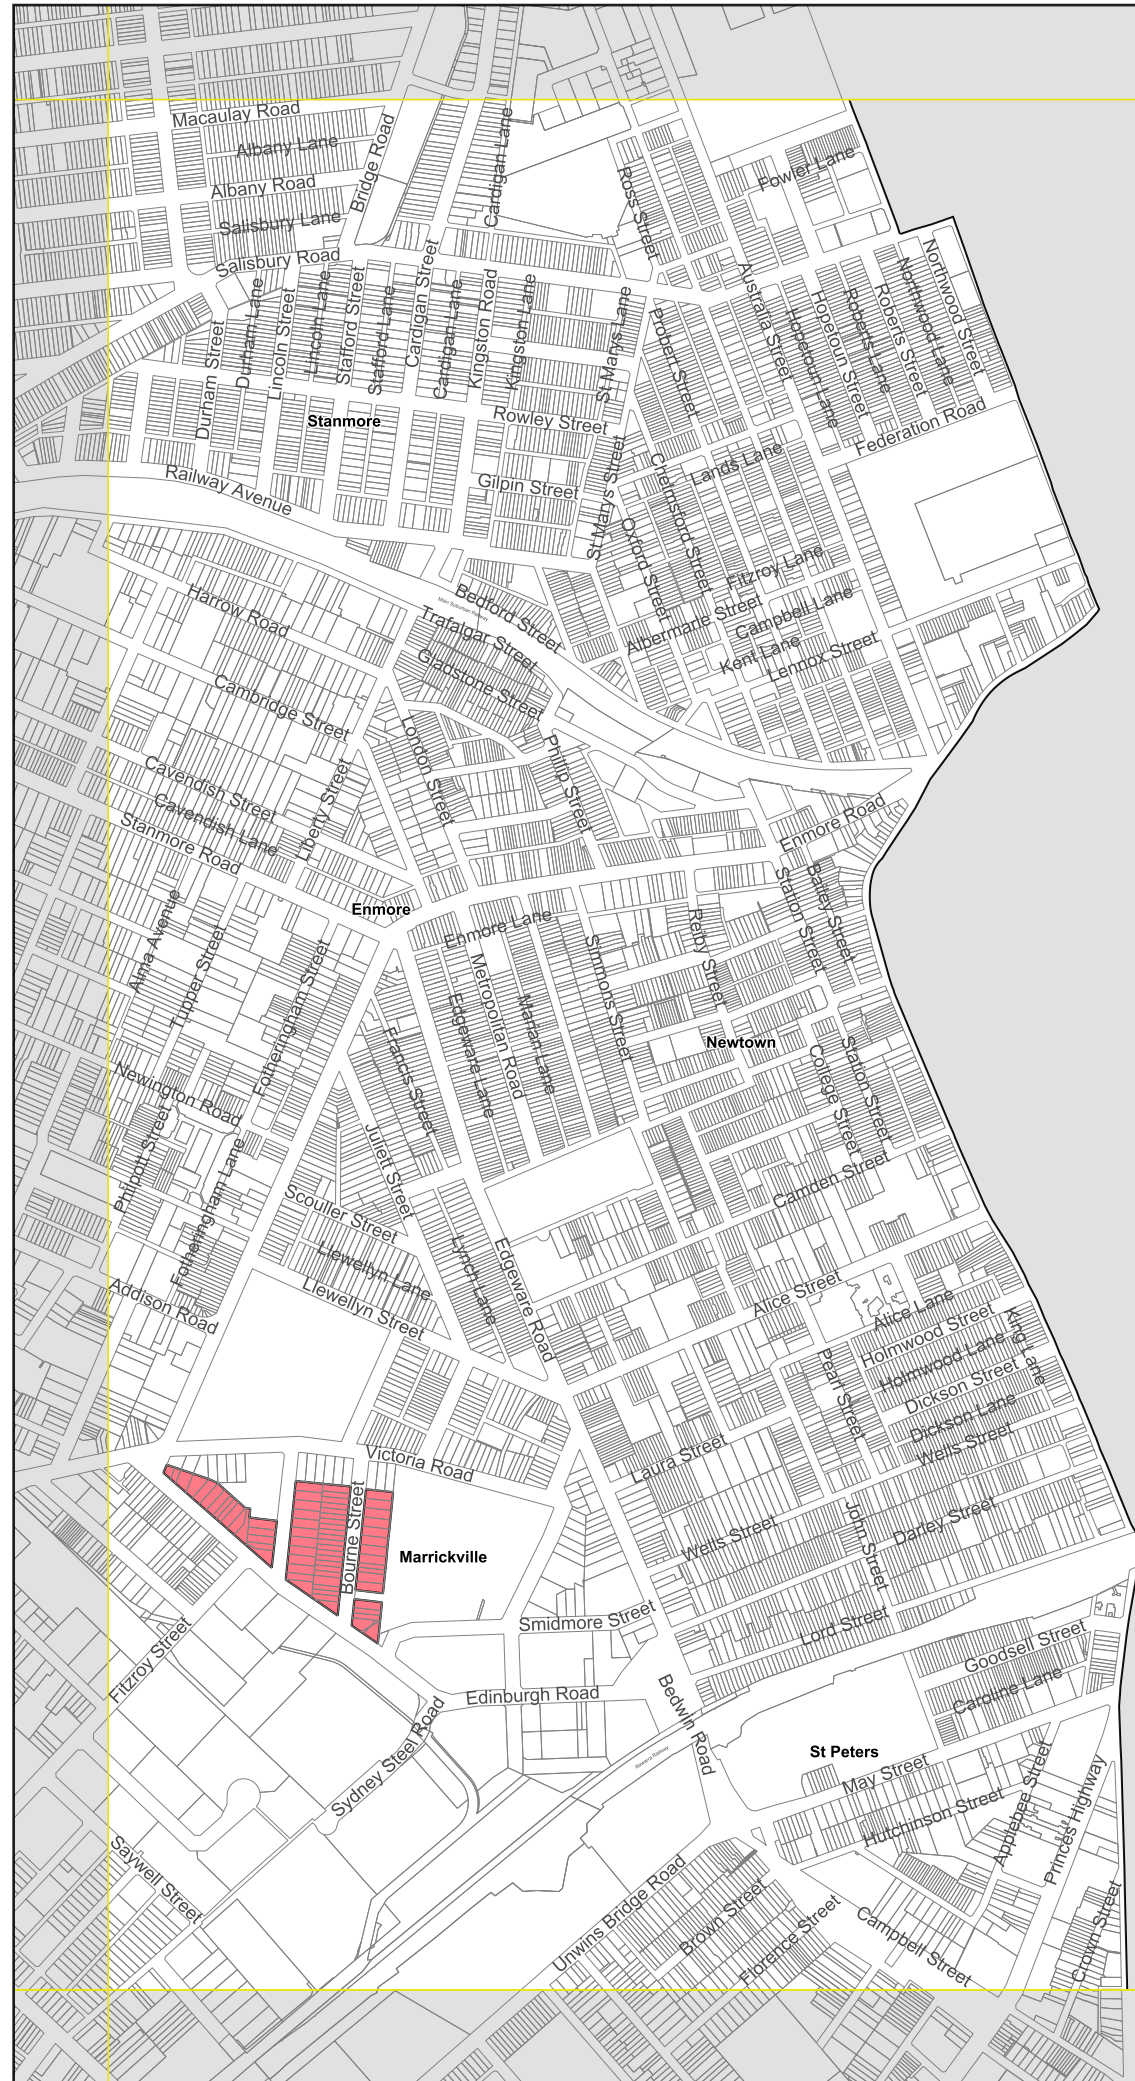 Macaulay Road
Albany Lane
Albany Road
Salisbury Lane
Salisbury Road
Bridge Road
Cardigan Lane
Ross Street
Fowler Lane
Northwood Street
Northwood Lane
Roberts Street
Roberts Lane
Hopetoun Street
Hopetoun Lane
Australia Street
Probert Street
St Marys Lane
Kingston Lane
Kingston Road
Cardigan Lane
Cardigan Street
Stafford Lane
Stafford Street
Lincoln Lane
Lincoln Street
Durham Lane
Durham Street
Stanmore
Rowley Street
Federation Road
Gilpin Street
St Marys Street
Chelmsford Street
Lands Lane
Railway Avenue
Oxford Street
Fitzroy Lane
Campbell Lane
Albermarle Street
Kent Lane
Lennox Street
Bedford Street
Main Suburban Railway
Trafalgar Street
Gladstone Street
Harrow Road
Cambridge Street
London Street
Phillip Street
Liberty Street
Cavendish Street
Cavendish Lane
Stanmore Road
Enmore Road
Enmore
Enmore Lane
Station Street
Bailey Street
Reiby Street
Simmons Street
Alma Avenue
Tupper Street
Fotheringham Street
Metropolitan Road
Marian Lane
Edgeware Lane
Francis Street
Newtown
College Street
Station Street
Newington Road
Philpott Street
Fotheringham Lane
Juliett Street
Camden Street
Scouller Street
Llewellyn Lane
Llewellyn Street
Lynch Lane
Edgeware Road
Addison Road
Alice Street
Alice Lane
Holmwood Street
Holmwood Lane
King Lane
Dickson Street
Dickson Lane
Wells Street
Pearl Street
Laura Street
Victoria Road
Bourne Street
Marrickville
Wells Street
John Street
Darley Street
Smidmore Street
Lord Street
Goodsell Street
Caroline Lane
Fitzroy Street
Edinburgh Road
Bedwin Road
Sydney Steel Road
Illawarra Railway
St Peters
May Street
Hutchinson Street
Applebee Street
Princes Highway
Saywell Street
Unwins Bridge Road
Brown Street
Florence Street
Campbell Street
Crown Street